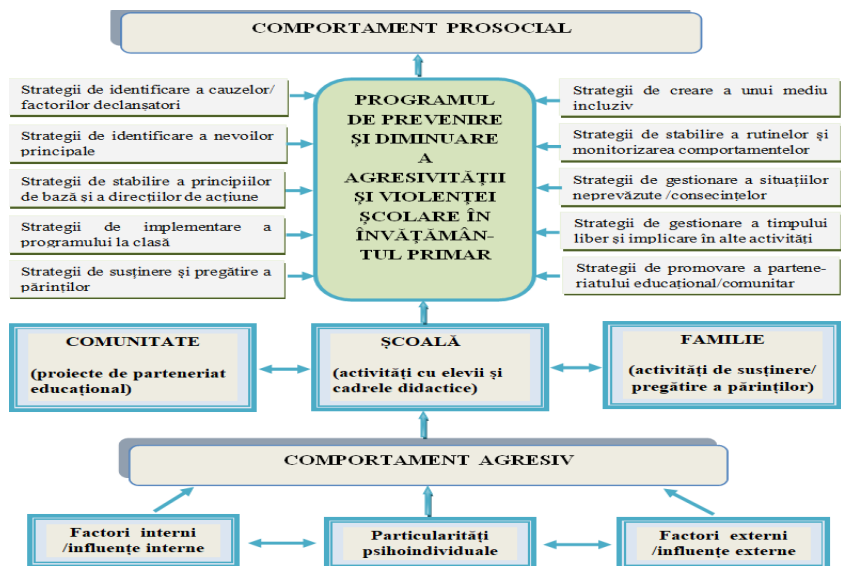 COMPORTAMENT PROSOCIAL
Strategii de identificare a cauzelor/
factorilor declanșatori
Strategii de identificare a nevoilor
principale
Strategii de stabilire a principiilor
de bază și a direcțiilor de acțiune
Strategii de implementare a
programului la clasă
Strategii de susținere și pregătire a
părinților
PROGRAMUL
DE PREVENIRE
ŞI DIMINUARE
A
AGRESIVITĂȚII
ŞI VIOLENȚEI
ŞCOLARE ÎN
ÎNVĂȚĂMÂN-
TUL PRIMAR
Strategii de creare a unui mediu
incluziv
Strategii de stabilire a rutinelor și
monitorizarea comportamentelor
Strategii de gestionare a situațiilor
neprevăzute /consecințelor
Strategii de gestionare a timpului
liber și implicare în alte activități
Strategii de promovare a partene-
riatului educațional/comunitar
COMUNITATE
(proiecte de parteneriat
educațional)
ȘCOALĂ
(activități cu elevii și
cadrele didactice)
FAMILIE
(activități de susținere/
pregătire a părinților)
COMPORTAMENT AGRESIV
Factori interni
/influențe interne
Particularități
psihoindividuale
Factori externi
/influențe externe